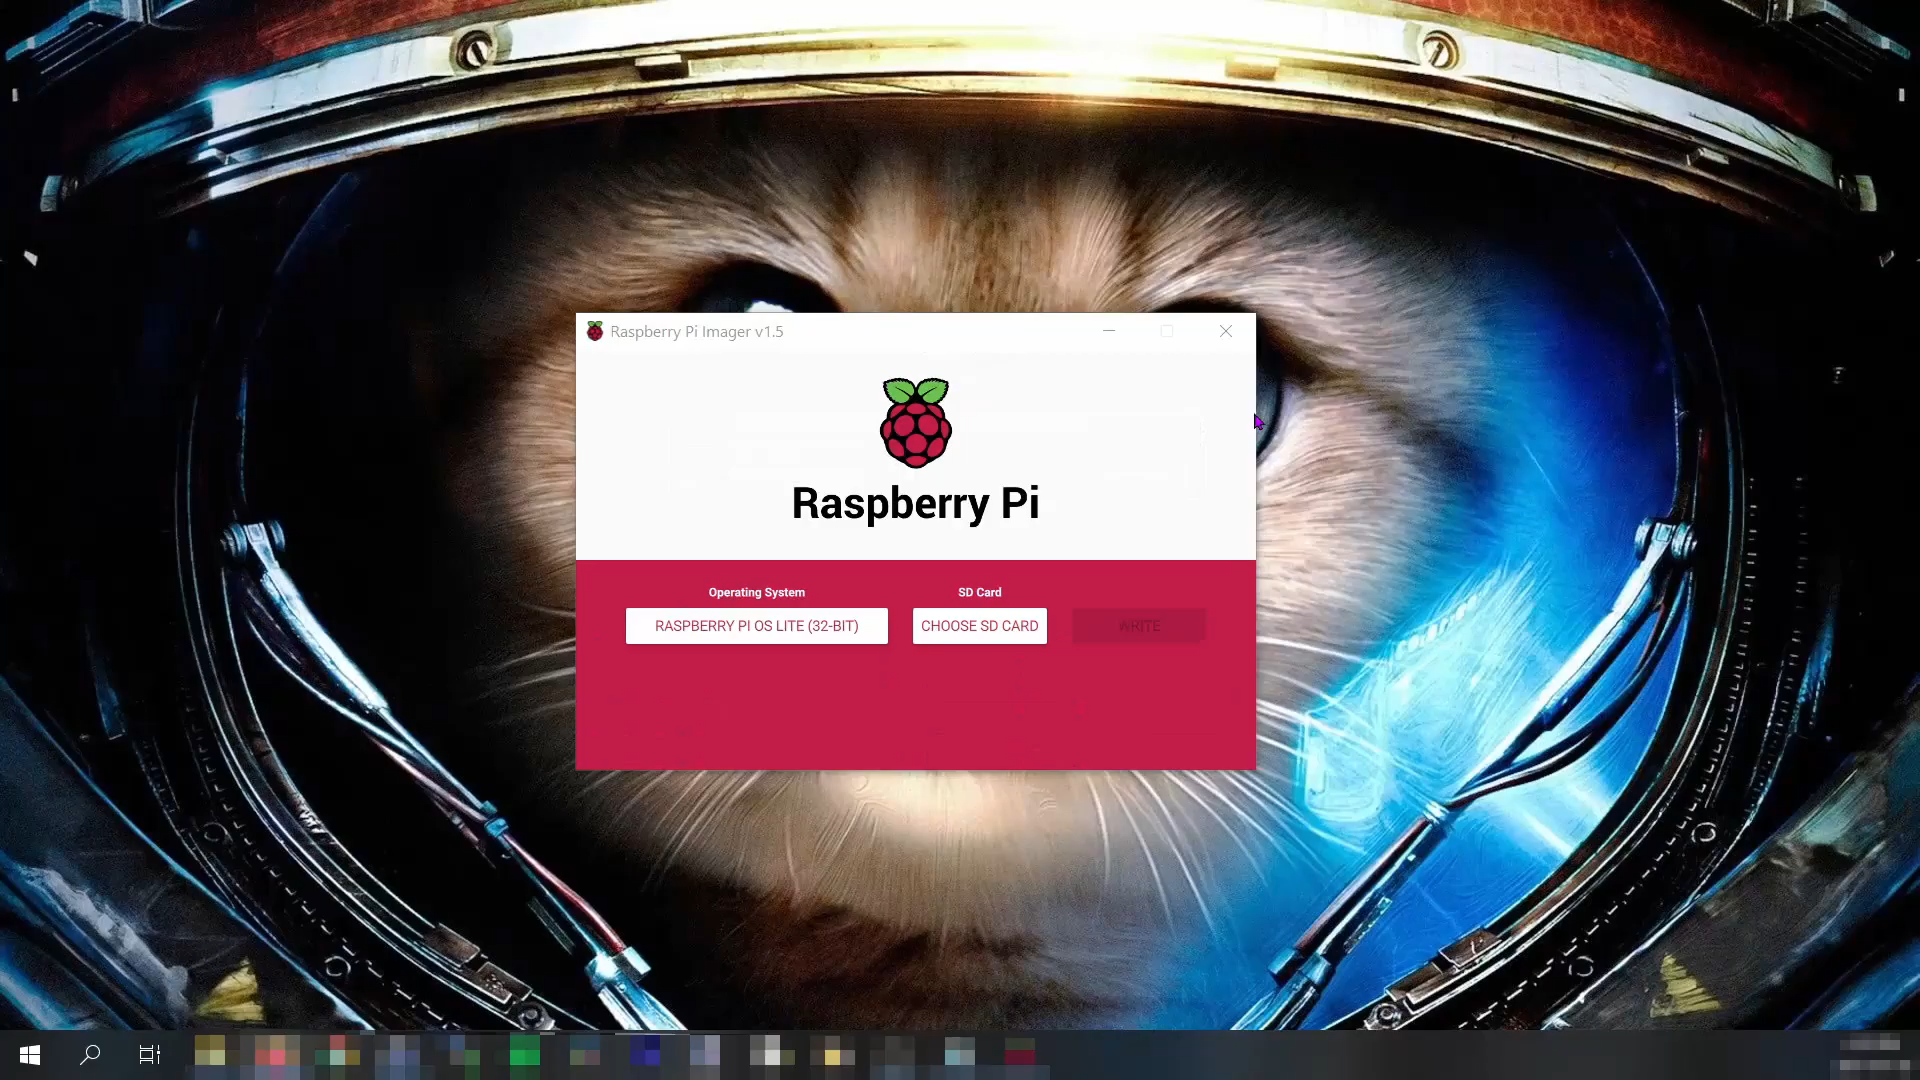 Raspberry Pi Imager v1.5
Raspberry Pi
Operating System
SD Card
RASPBERRY PI OS LITE (32-BIT)
CHOOSE SD CARD
WRITE